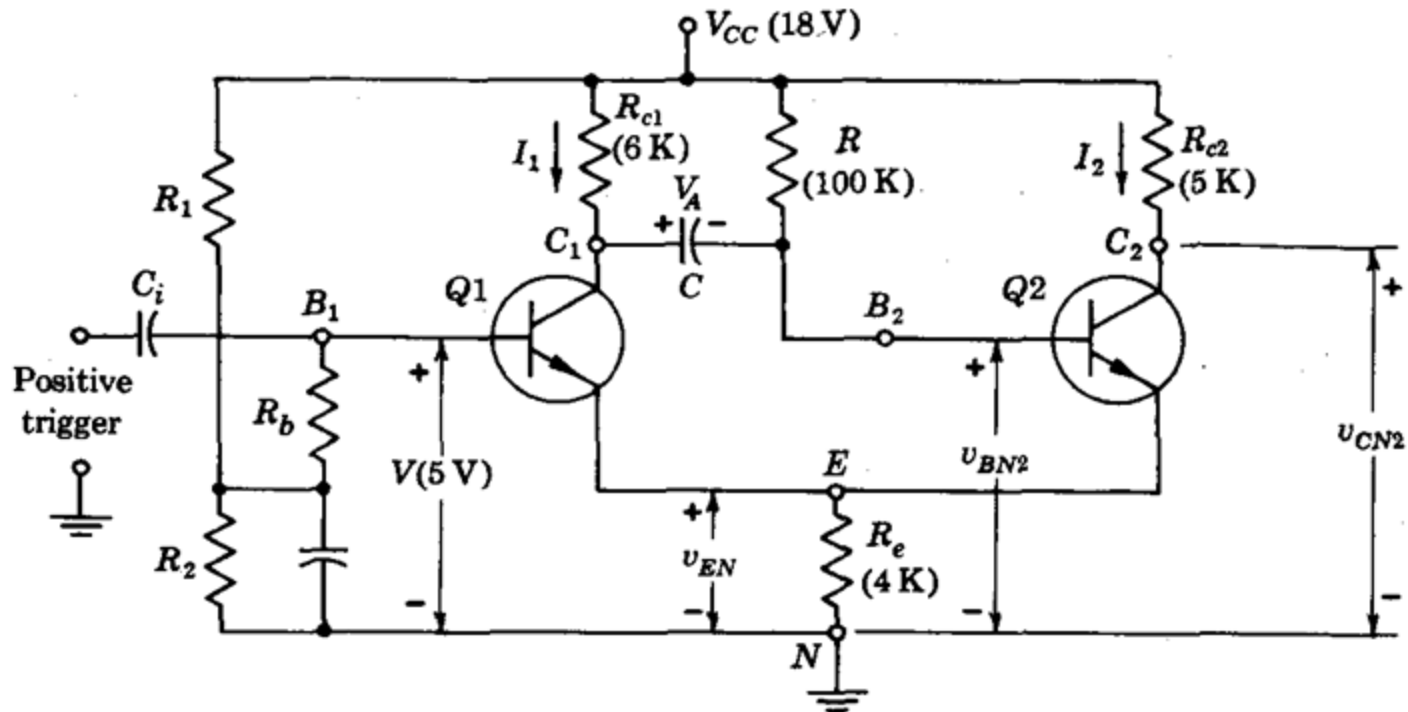 V_CC (18 V)
R_c1
(6 K)
I_1
R
(100 K)
I_2
R_c2
(5 K)
R_1
V_A
+ -
C_1
C
C_2
C_i
B_1
Q1
B_2
Q2
+
Positive
trigger
R_b
+
+
V(5 V)
v_BN2
v_CN2
E
+
R_2
v_EN
R_e
(4 K)
-
-
-
-
N